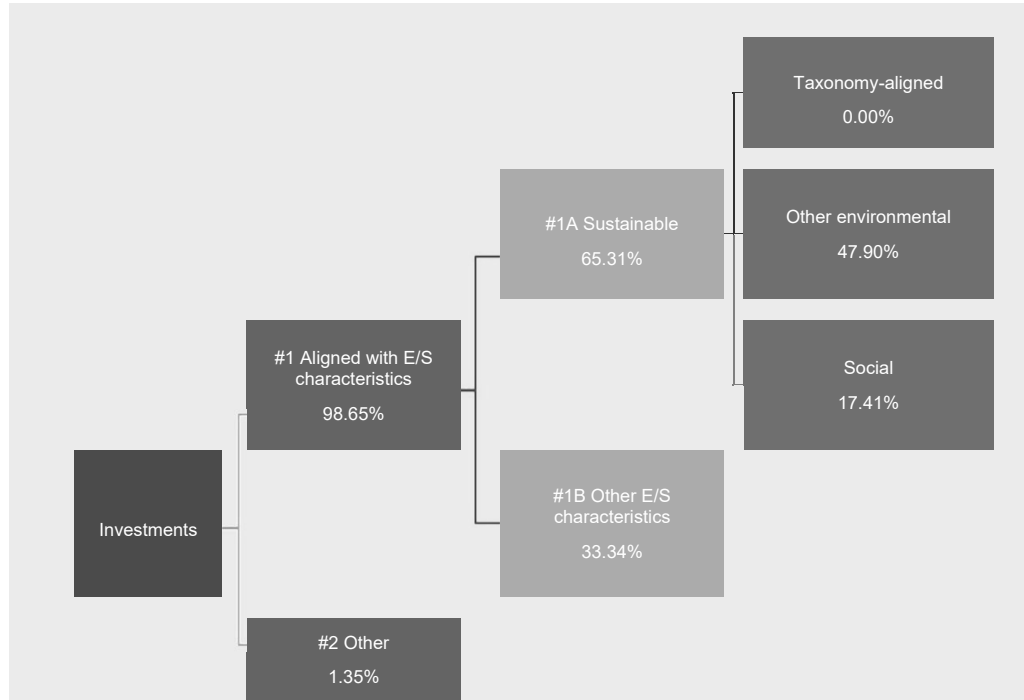 Taxonomy-aligned
0.00%
#1A Sustainable
65.31%
Other environmental
47.90%
#1 Aligned with E/S
characteristics
98.65%
Social
17.41%
Investments
#1B Other E/S
characteristics
33.34%
#2 Other
1.35%